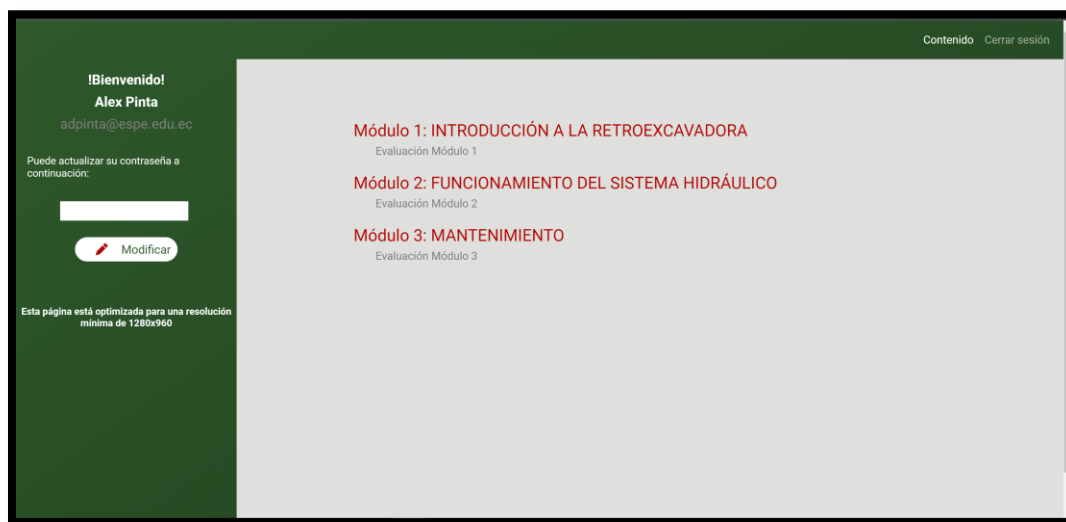 Contenido Cerrar sesión
!Bienvenido!
Alex Pinta
adpinta@espe.edu.ec
Puede actualizar su contraseña a
continuación:
Modificar
Esta página está optimizada para una resolución
mínima de 1280x960
Módulo 1: INTRODUCCIÓN A LA RETROEXCAVADORA
Evaluación Módulo 1
Módulo 2: FUNCIONAMIENTO DEL SISTEMA HIDRÁULICO
Evaluación Módulo 2
Módulo 3: MANTENIMIENTO
Evaluación Módulo 3